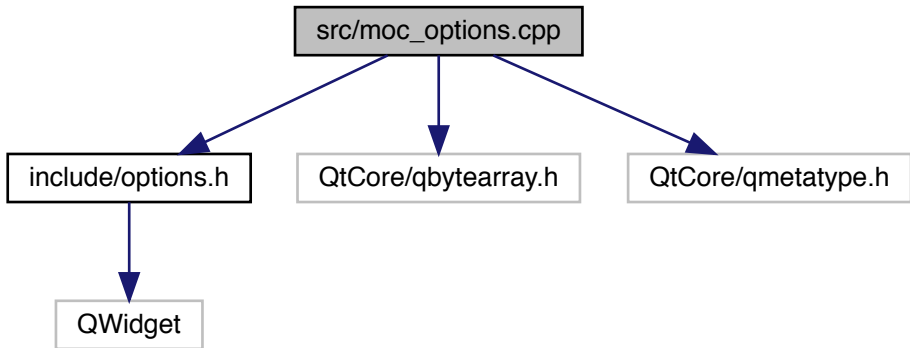 src/moc_options.cpp
include/options.h
QtCore/qbytearray.h
QtCore/qmetatype.h
QWidget